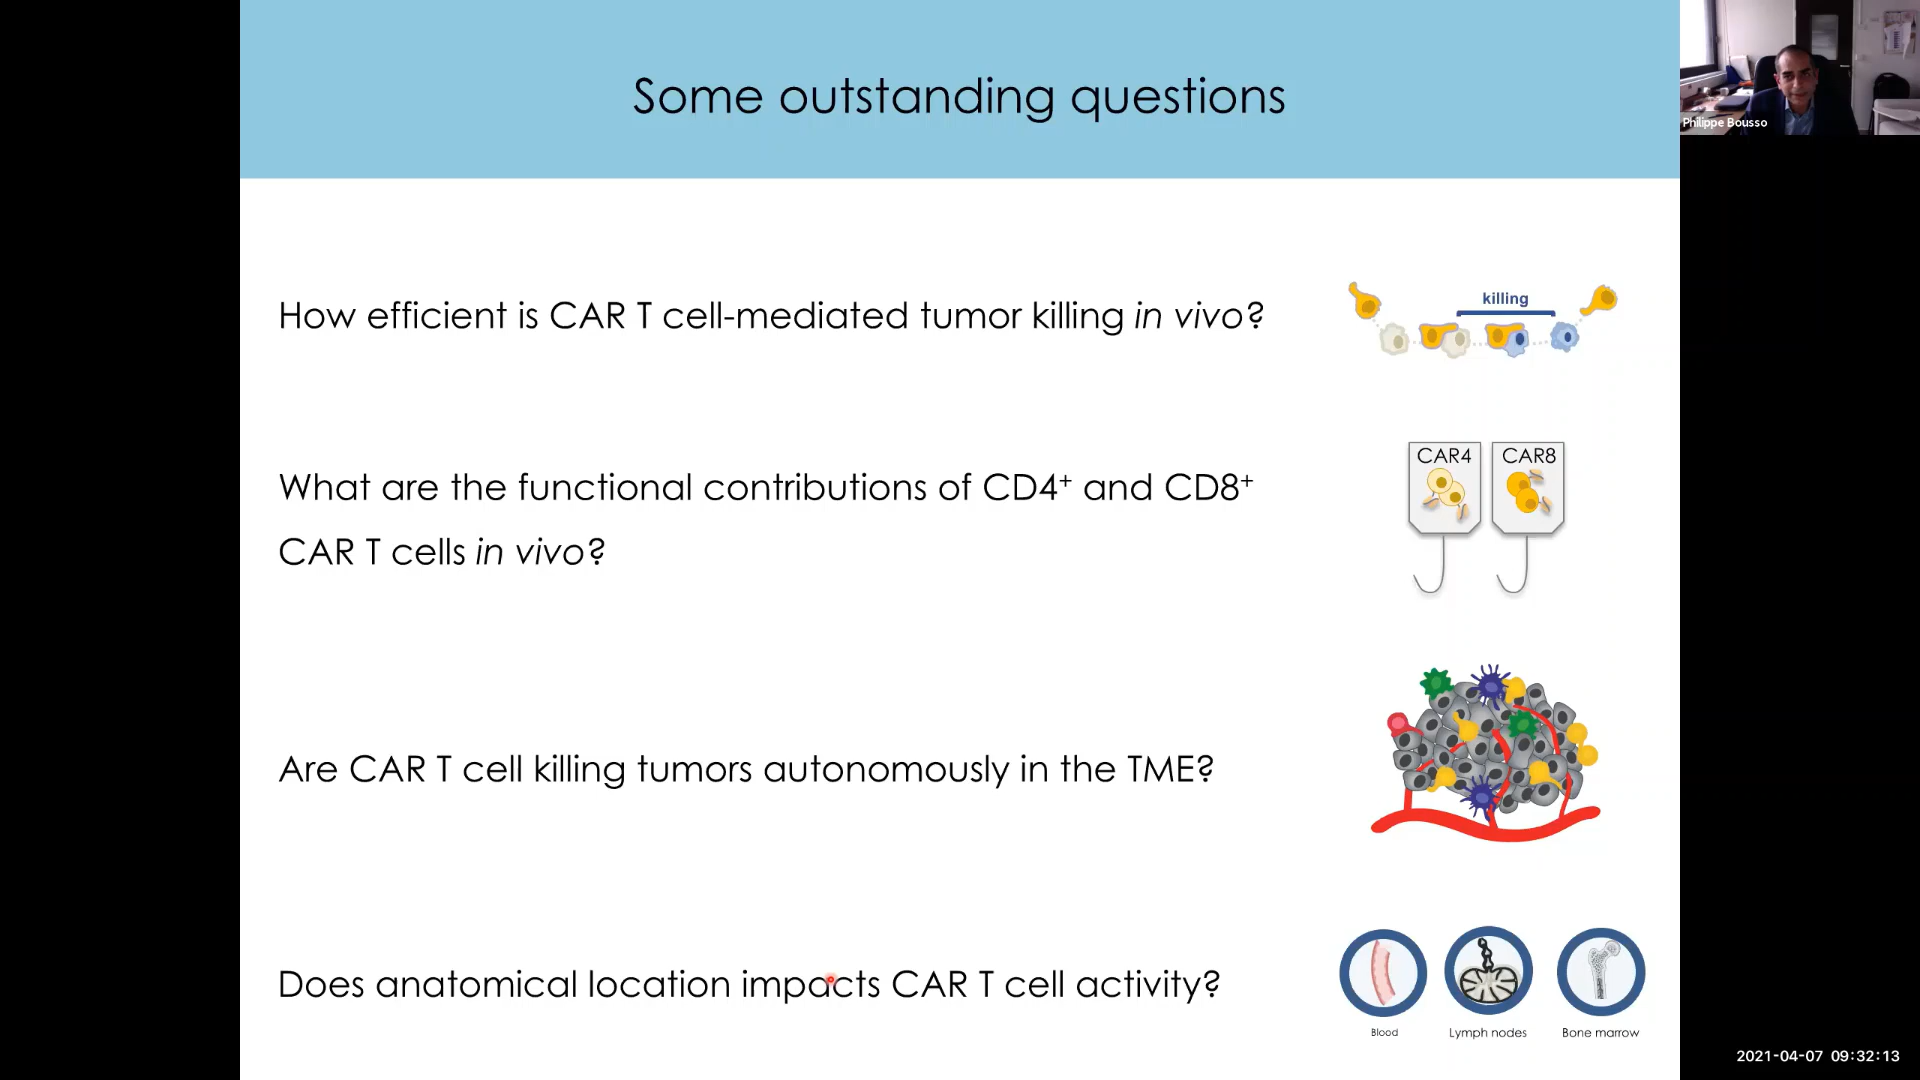 Some outstanding questions
Philippe Bousso
How efficient is CAR T cell-mediated tumor killing in vivo?
killing
What are the functional contributions of CD4⁺ and CD8⁺
CAR T cells in vivo?
CAR4 CAR8
Are CAR T cell killing tumors autonomously in the TME?
Does anatomical location impacts CAR T cell activity?
Blood Lymph nodes Bone marrow
2021-04-07 09:32:13